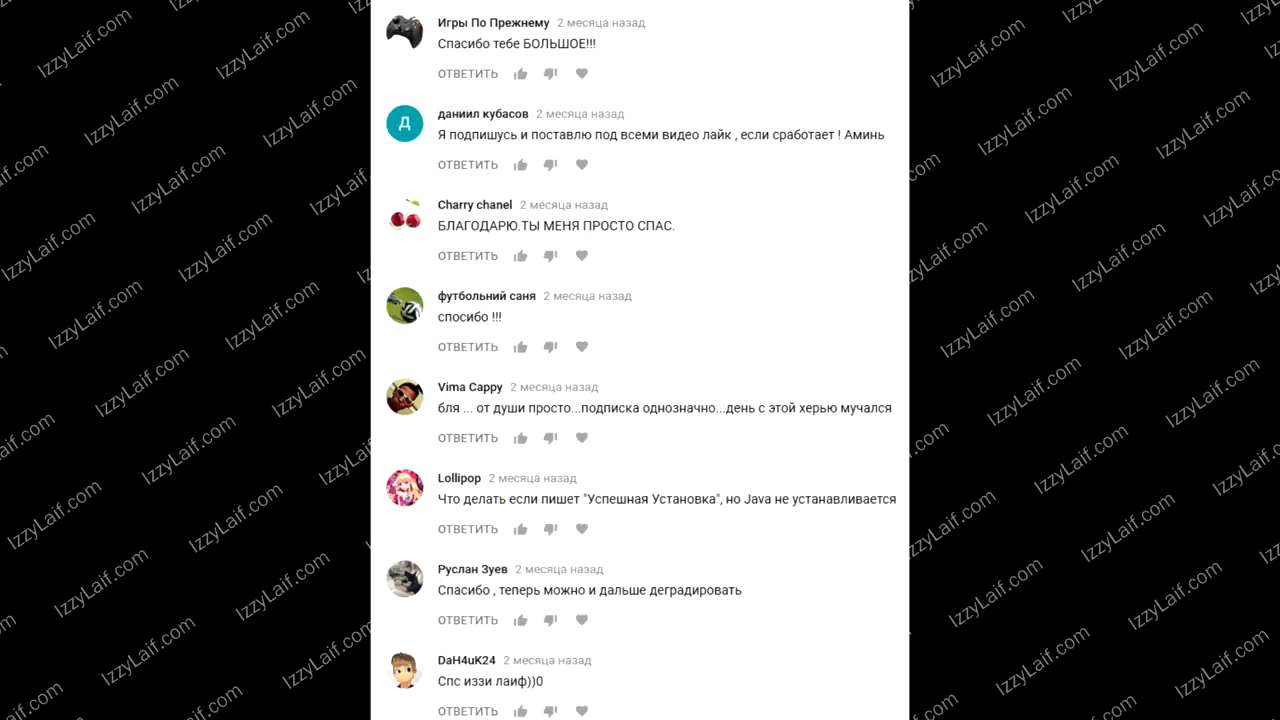 Игры По Прежнему 2 месяца назад
Спасибо тебе БОЛЬШОЕ!!!
ОТВЕТИТЬ
Д
даниил кубасов 2 месяца назад
Я подпишусь и поставлю под всеми видео лайк , если сработает ! Аминь
ОТВЕТИТЬ
Charry chanel 2 месяца назад
БЛАГОДАРЮ.ТЫ МЕНЯ ПРОСТО СПАС.
ОТВЕТИТЬ
футбольний саня 2 месяца назад
спосибо !!!
ОТВЕТИТЬ
Vima Cappy 2 месяца назад
бля ... от души просто...подписка однозначно...день с этой херью мучался
ОТВЕТИТЬ
Lollipop 2 месяца назад
Что делать если пишет "Успешная Установка", но Java не устанавливается
ОТВЕТИТЬ
Руслан Зуев 2 месяца назад
Спасибо , теперь можно и дальше деградировать
ОТВЕТИТЬ
DaH4uK24 2 месяца назад
Спс иззи лаиф))0
ОТВЕТИТЬ
IzzyLaif.com